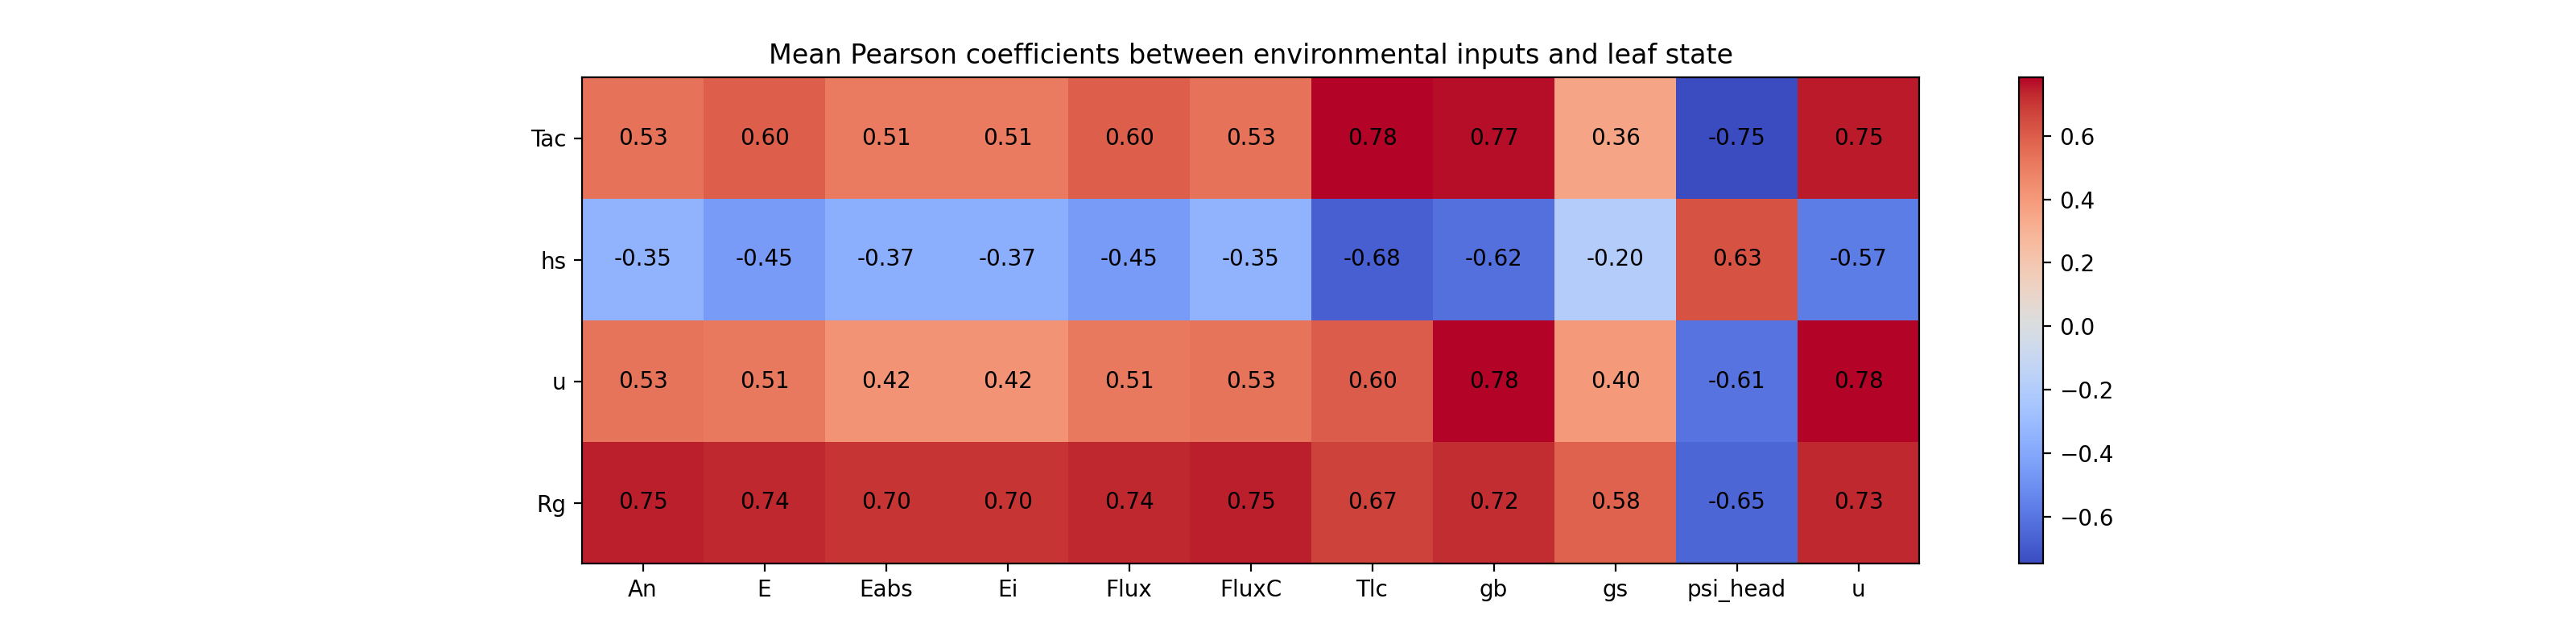 Mean Pearson coefficients between environmental inputs and leaf state
Tac 0.53 0.60 0.51 0.51 0.60 0.53 0.78 0.77 0.36 -0.75 0.75
hs -0.35 -0.45 -0.37 -0.37 -0.45 -0.35 -0.68 -0.62 -0.20 0.63 -0.57
u 0.53 0.51 0.42 0.42 0.51 0.53 0.60 0.78 0.40 -0.61 0.78
Rg 0.75 0.74 0.70 0.70 0.74 0.75 0.67 0.72 0.58 -0.65 0.73
An E Eabs Ei Flux FluxC Tlc gb gs psi_head u
0.6
0.4
0.2
0.0
−0.2
−0.4
−0.6